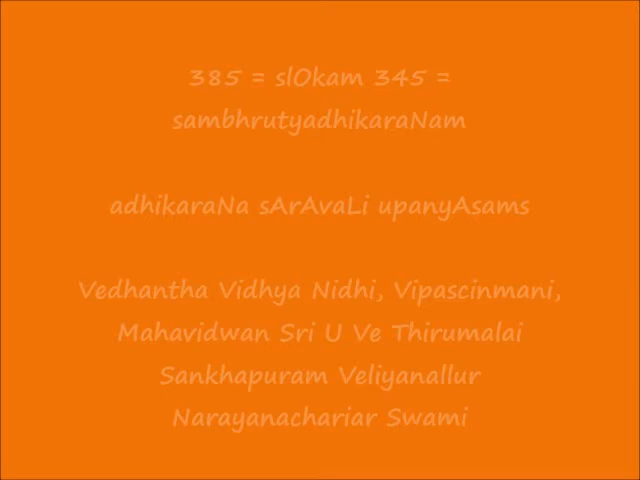 385 = slOkam 345 =
sambhrutyadhikaraNam
adhikaraNa sArAvaLi upanyAsams
Vedhantha Vidhya Nidhi, Vipascinmani,
Mahavidwan Sri U Ve Thirumalai
Sankhapuram Veliyanallur
Narayanachariar Swami